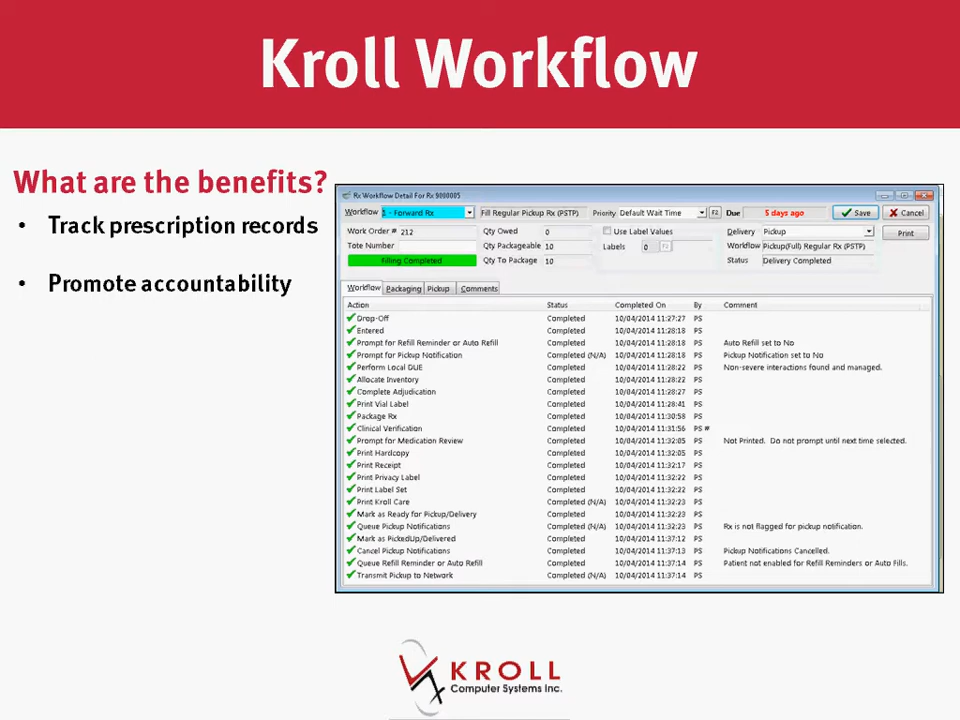 Kroll Workflow
What are the benefits?
• Track prescription records
• Promote accountability
Rx Workflow Detail For Rx 9000005
Workflow 1 - Forward Rx Fill Regular Pickup Rx (PSTP) Priority Default Wait Time F2 Due 5 days ago Save Cancel
Work Order # 212 Qty Owed 0 Use Label Values Delivery Pickup Print
Tote Number Qty Packageable 10 Labels 0 F2 Workflow Pickup(Full) Regular Rx (PSTP)
Filling Completed Qty To Package 10 Status Delivery Completed
Workflow Packaging Pickup Comments
Action Status Completed On By Comment
Drop-Off Completed 10/04/2014 11:27:27 PS
Entered Completed 10/04/2014 11:28:18 PS
Prompt for Refill Reminder or Auto Refill Completed 10/04/2014 11:28:18 PS Auto Refill set to No
Prompt for Pickup Notification Completed (N/A) 10/04/2014 11:28:18 PS Pickup Notification set to No
Perform Local DUE Completed 10/04/2014 11:28:22 PS Non-severe interactions found and managed.
Allocate Inventory Completed 10/04/2014 11:28:22 PS
Complete Adjudication Completed 10/04/2014 11:28:27 PS
Print Vial Label Completed 10/04/2014 11:28:41 PS
Package Rx Completed 10/04/2014 11:30:58 PS
Clinical Verification Completed 10/04/2014 11:31:56 PS #
Prompt for Medication Review Completed 10/04/2014 11:32:05 PS Not Printed. Do not prompt until next time selected.
Print Hardcopy Completed 10/04/2014 11:32:05 PS
Print Receipt Completed 10/04/2014 11:32:17 PS
Print Privacy Label Completed 10/04/2014 11:32:22 PS
Print Label Set Completed 10/04/2014 11:32:22 PS
Print Kroll Care Completed (N/A) 10/04/2014 11:32:23 PS
Mark as Ready for Pickup/Delivery Completed 10/04/2014 11:32:23 PS
Queue Pickup Notifications Completed (N/A) 10/04/2014 11:32:23 PS Rx is not flagged for pickup notification.
Mark as PickedUp/Delivered Completed 10/04/2014 11:37:12 PS
Cancel Pickup Notifications Completed 10/04/2014 11:37:13 PS Pickup Notifications Cancelled.
Queue Refill Reminder or Auto Refill Completed (N/A) 10/04/2014 11:37:14 PS Patient not enabled for Refill Reminders or Auto Fills.
Transmit Pickup to Network Completed (N/A) 10/04/2014 11:37:14 PS
KROLL
Computer Systems Inc.